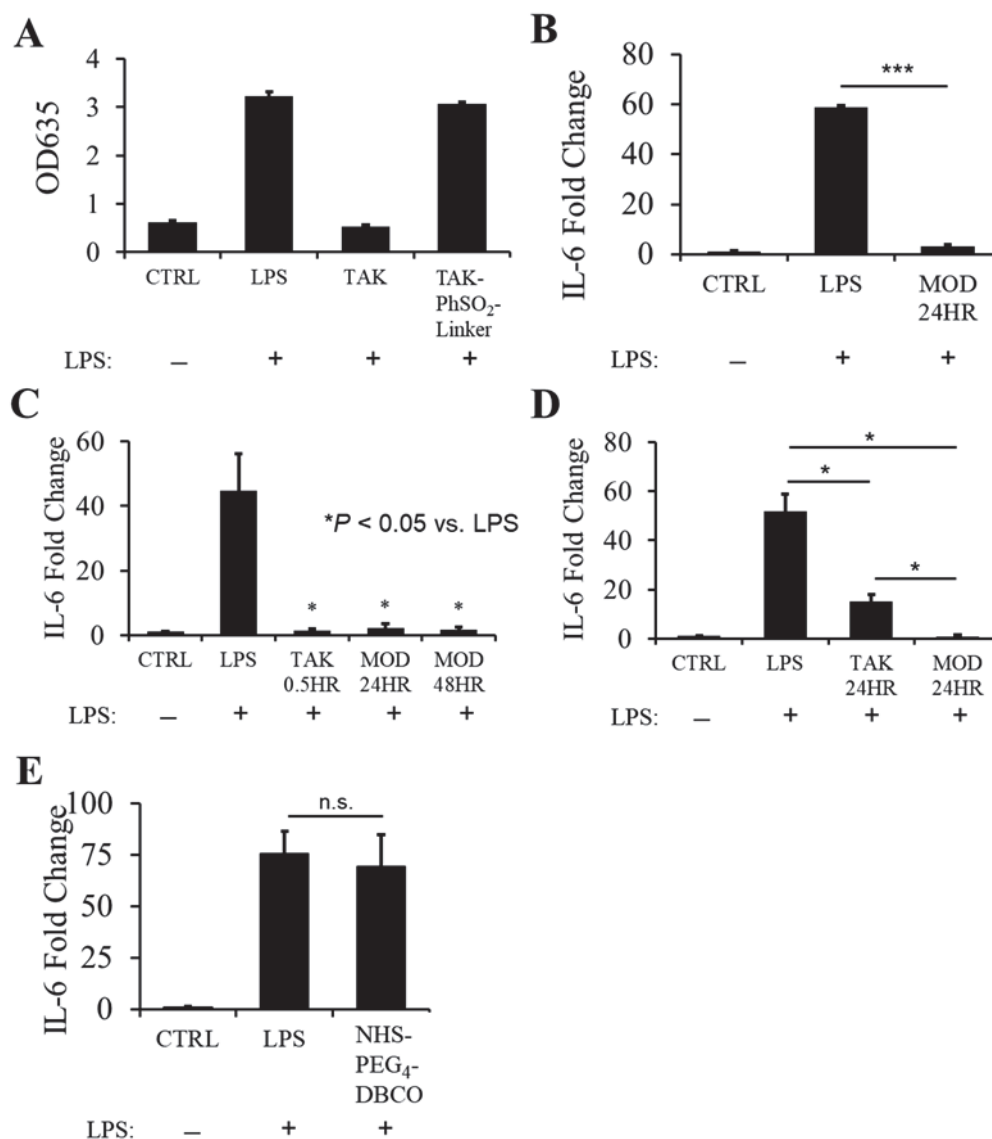 A
OD635
4
3
2
1
0
CTRL
LPS
TAK
TAK-
PhSO₂-
Linker
LPS:
–
+
+
+
B
IL-6 Fold Change
80
60
40
20
0
***
CTRL
LPS
MOD
24HR
LPS:
–
+
+
C
IL-6 Fold Change
60
40
20
0
*P < 0.05 vs. LPS
*
*
*
CTRL
LPS
TAK
0.5HR
MOD
24HR
MOD
48HR
LPS:
–
+
+
+
+
D
IL-6 Fold Change
80
60
40
20
0
*
*
*
CTRL
LPS
TAK
24HR
MOD
24HR
LPS:
–
+
+
+
E
IL-6 Fold Change
100
75
50
25
0
n.s.
CTRL
LPS
NHS-
PEG₄-
DBCO
LPS:
–
+
+